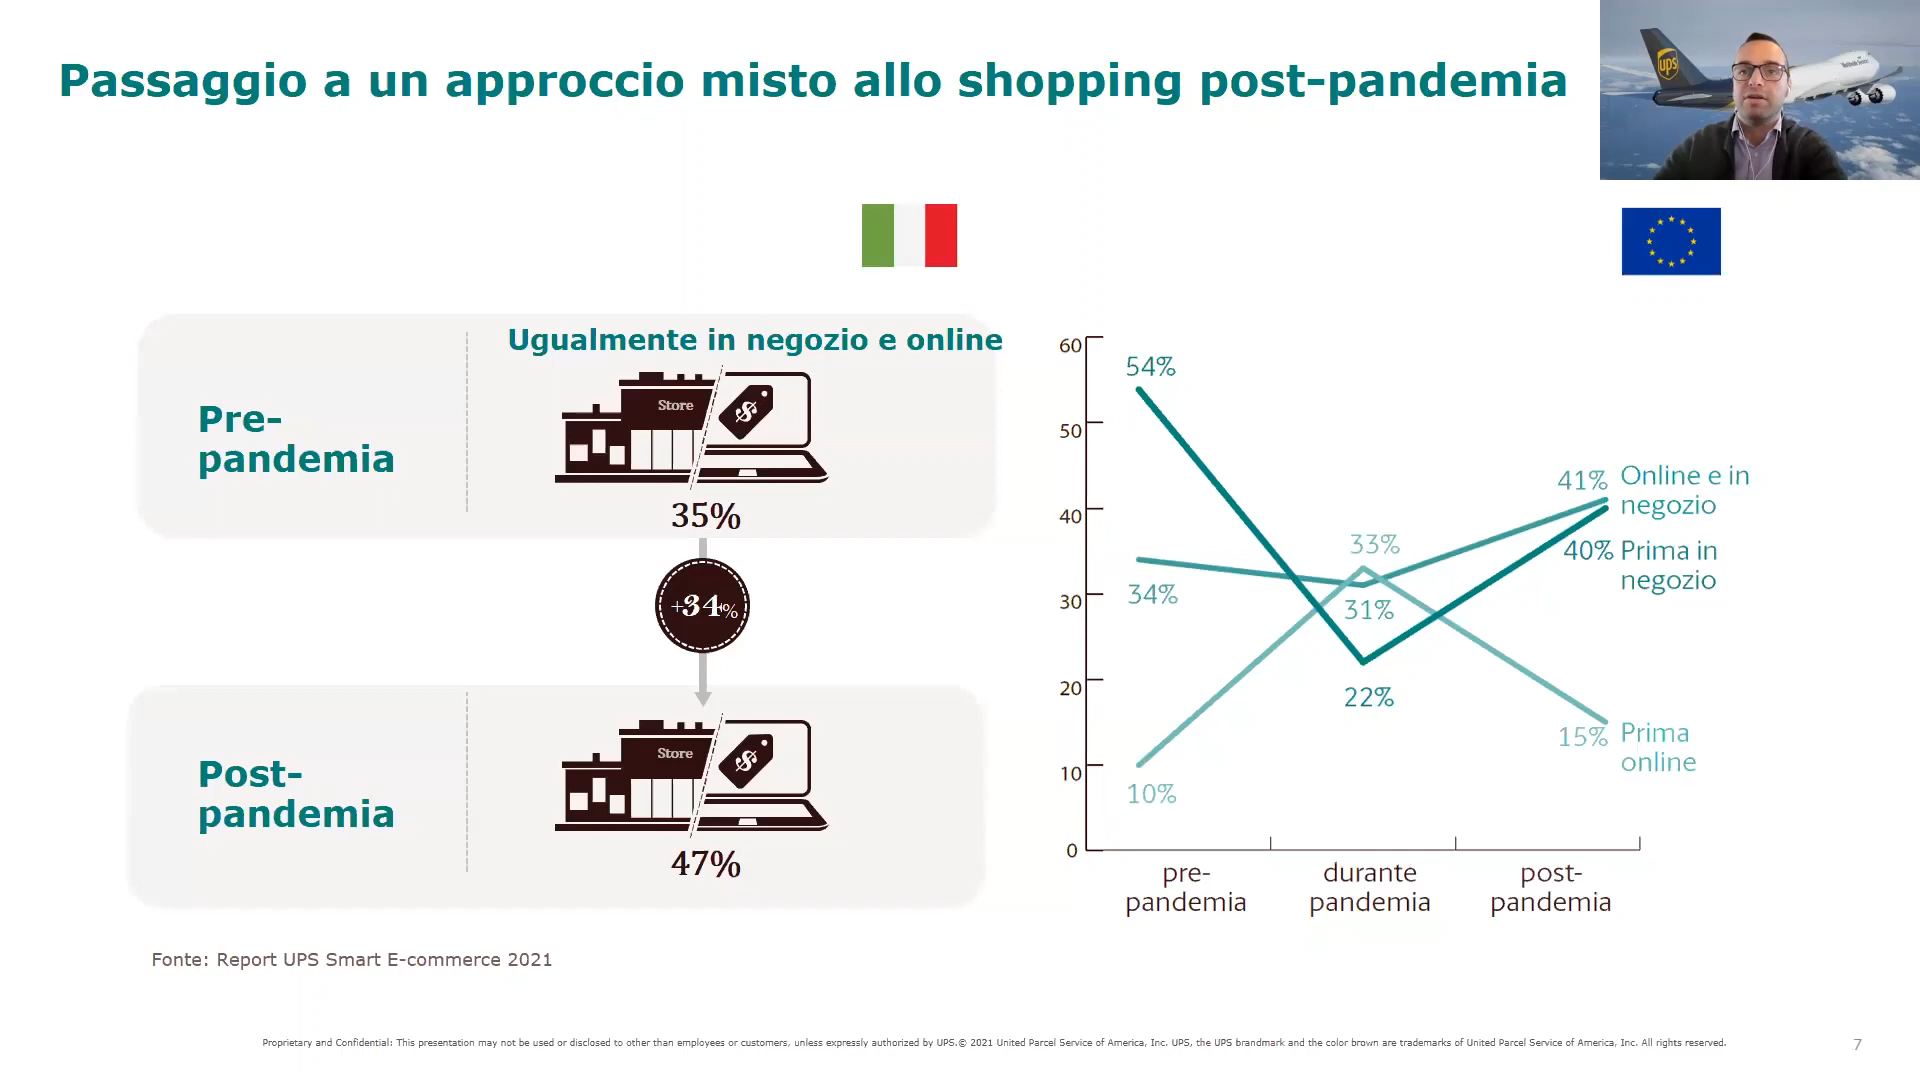 Passaggio a un approccio misto allo shopping post-pandemia
ups
Ugualmente in negozio e online
Pre-
pandemia
Store
$
35%
+34%
Post-
pandemia
Store
$
47%
60
50
40
30
20
10
0
54%
34%
10%
33%
31%
22%
41% Online e in
negozio
40% Prima in
negozio
15% Prima
online
pre-
pandemia
durante
pandemia
post-
pandemia
Fonte: Report UPS Smart E-commerce 2021
Proprietary and Confidential: This presentation may not be used or disclosed to other than employees or customers, unless expressly authorized by UPS.© 2021 United Parcel Service of America, Inc. UPS, the UPS brandmark and the color brown are trademarks of United Parcel Service of America, Inc. All rights reserved.
7